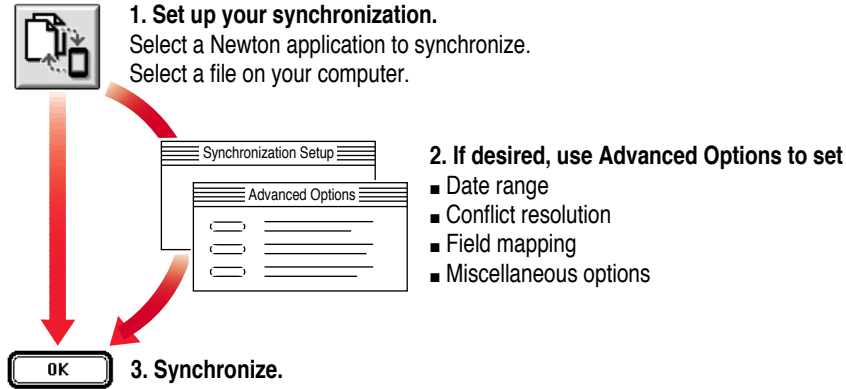 1. Set up your synchronization.
Select a Newton application to synchronize.
Select a file on your computer.
Synchronization Setup
Advanced Options
2. If desired, use Advanced Options to set
■ Date range
■ Conflict resolution
■ Field mapping
■ Miscellaneous options
OK
3. Synchronize.